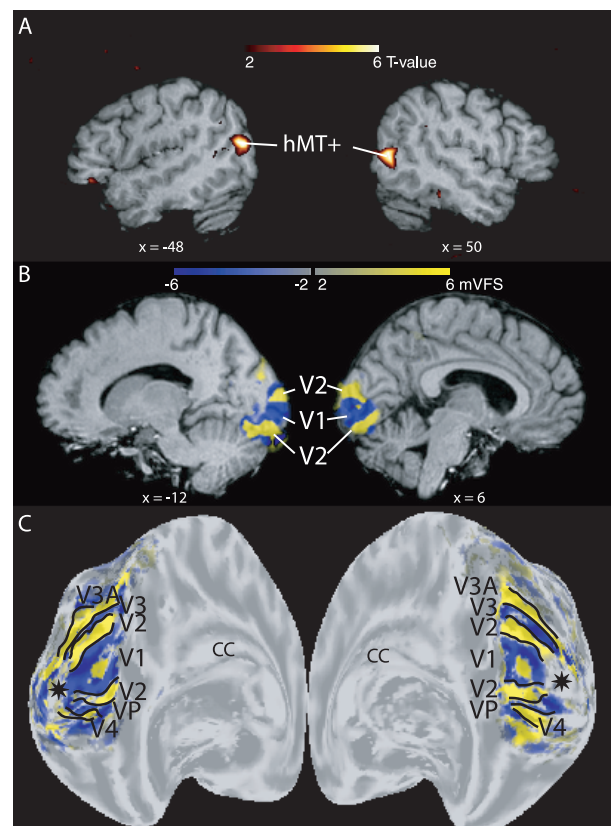 A
2 6 T-value
hMT+
x = -48 x = 50
B
-6 -2 2 6 mVFS
V2
V1
V2
x = -12 x = 6
C
V3A V3A
V3 V3
V2 V2
V1 CC CC V1
V2 V2
VP VP
V4 V4